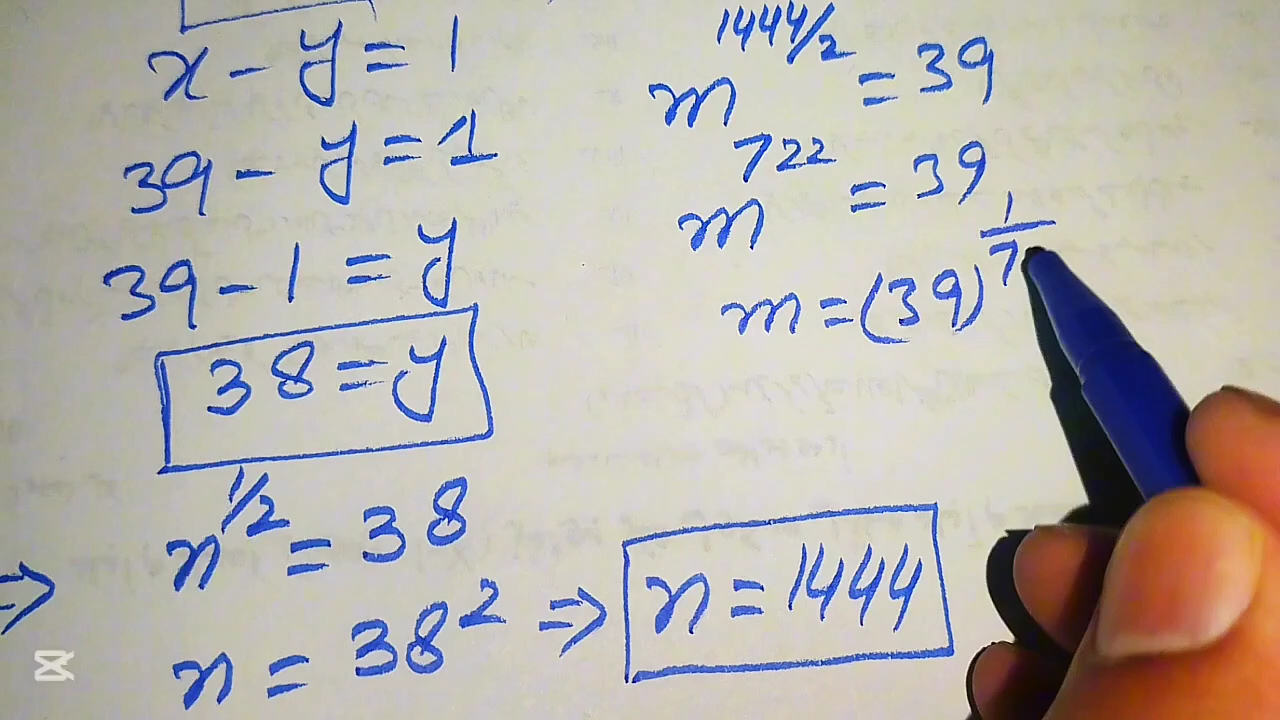 x - y = 1
39 - y = 1
39 - 1 = y
38 = y
n^1/2 = 38
⇒
n = 38^2 ⇒ n = 1444
m^1444/2 = 39
m^722 = 39
m = (39)^1/7